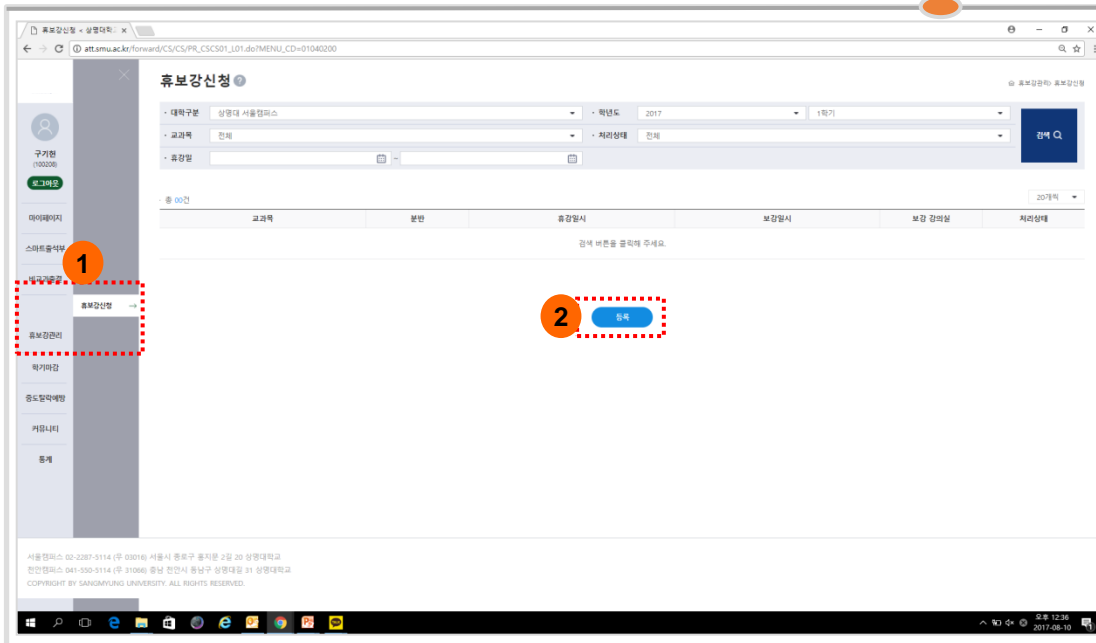 휴보강신청 < 상명대학
att.smu.ac.kr/forward/CS/CS/PR_CSCS01_L01.do?MENU_CD=01040200
휴보강신청
휴보강관리> 휴보강신청
대학구분 상명대 서울캠퍼스 학년도 2017 1학기
교과목 전체 처리상태 전체
검색
휴강일 ~
구기현
(100208)
로그아웃
총 00건
20개씩
교과목 분반 휴강일시 보강일시 보강 강의실 처리상태
검색 버튼을 클릭해 주세요.
마이페이지
스마트출석부
1
비교과출결
휴보강신청
2
등록
휴보강관리
학기마감
중도탈락예방
커뮤니티
통계
서울캠퍼스 02-2287-5114 (우 03016) 서울시 종로구 홍지문 2길 20 상명대학교
천안캠퍼스 041-550-5114 (우 31066) 충남 천안시 동남구 상명대길 31 상명대학교
COPYRIGHT BY SANGMYUNG UNIVERSITY. ALL RIGHTS RESERVED.
오후 12:36
2017-08-10